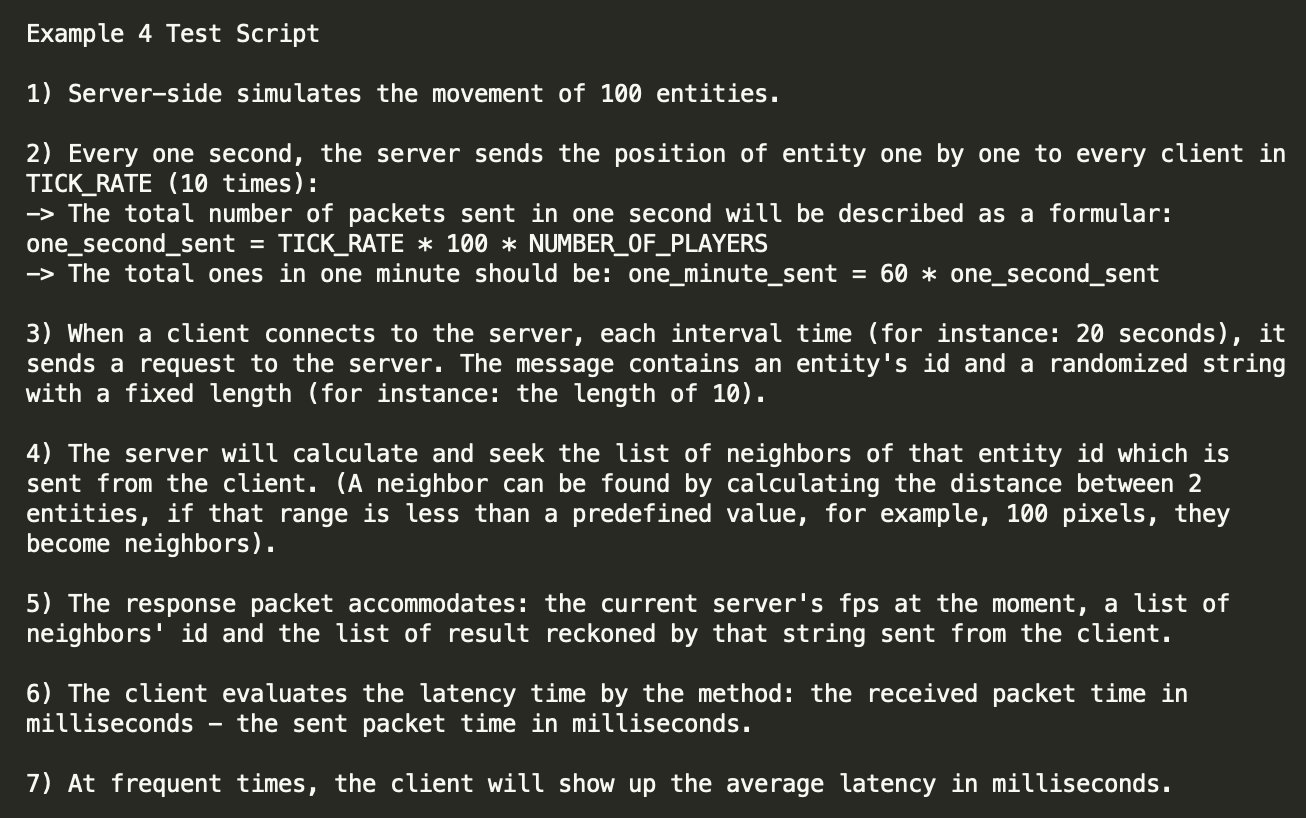 Example 4 Test Script
1) Server-side simulates the movement of 100 entities.
2) Every one second, the server sends the position of entity one by one to every client in
TICK_RATE (10 times):
-> The total number of packets sent in one second will be described as a formular:
one_second_sent = TICK_RATE * 100 * NUMBER_OF_PLAYERS
-> The total ones in one minute should be: one_minute_sent = 60 * one_second_sent
3) When a client connects to the server, each interval time (for instance: 20 seconds), it
sends a request to the server. The message contains an entity's id and a randomized string
with a fixed length (for instance: the length of 10).
4) The server will calculate and seek the list of neighbors of that entity id which is
sent from the client. (A neighbor can be found by calculating the distance between 2
entities, if that range is less than a predefined value, for example, 100 pixels, they
become neighbors).
5) The response packet accommodates: the current server's fps at the moment, a list of
neighbors' id and the list of result reckoned by that string sent from the client.
6) The client evaluates the latency time by the method: the received packet time in
milliseconds - the sent packet time in milliseconds.
7) At frequent times, the client will show up the average latency in milliseconds.